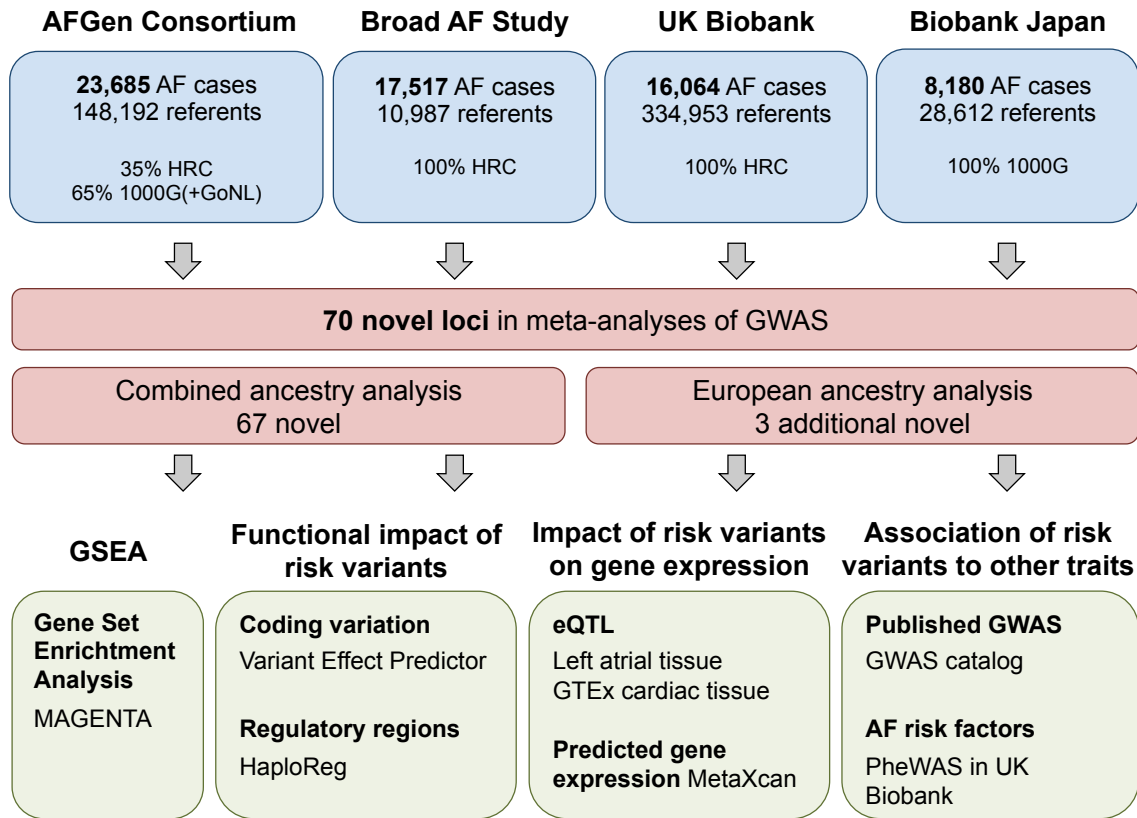 AFGen Consortium
23,685 AF cases
148,192 referents
35% HRC
65% 1000G(+GoNL)
Broad AF Study
17,517 AF cases
10,987 referents
100% HRC
UK Biobank
16,064 AF cases
334,953 referents
100% HRC
Biobank Japan
8,180 AF cases
28,612 referents
100% 1000G
70 novel loci in meta-analyses of GWAS
Combined ancestry analysis
67 novel
European ancestry analysis
3 additional novel
GSEA
Gene Set
Enrichtment
Analysis
MAGENTA
Functional impact of
risk variants
Coding variation
Variant Effect Predictor
Regulatory regions
HaploReg
Impact of risk variants
on gene expression
eQTL
Left atrial tissue
GTEx cardiac tissue
Predicted gene
expression MetaXcan
Association of risk
variants to other traits
Published GWAS
GWAS catalog
AF risk factors
PheWAS in UK
Biobank